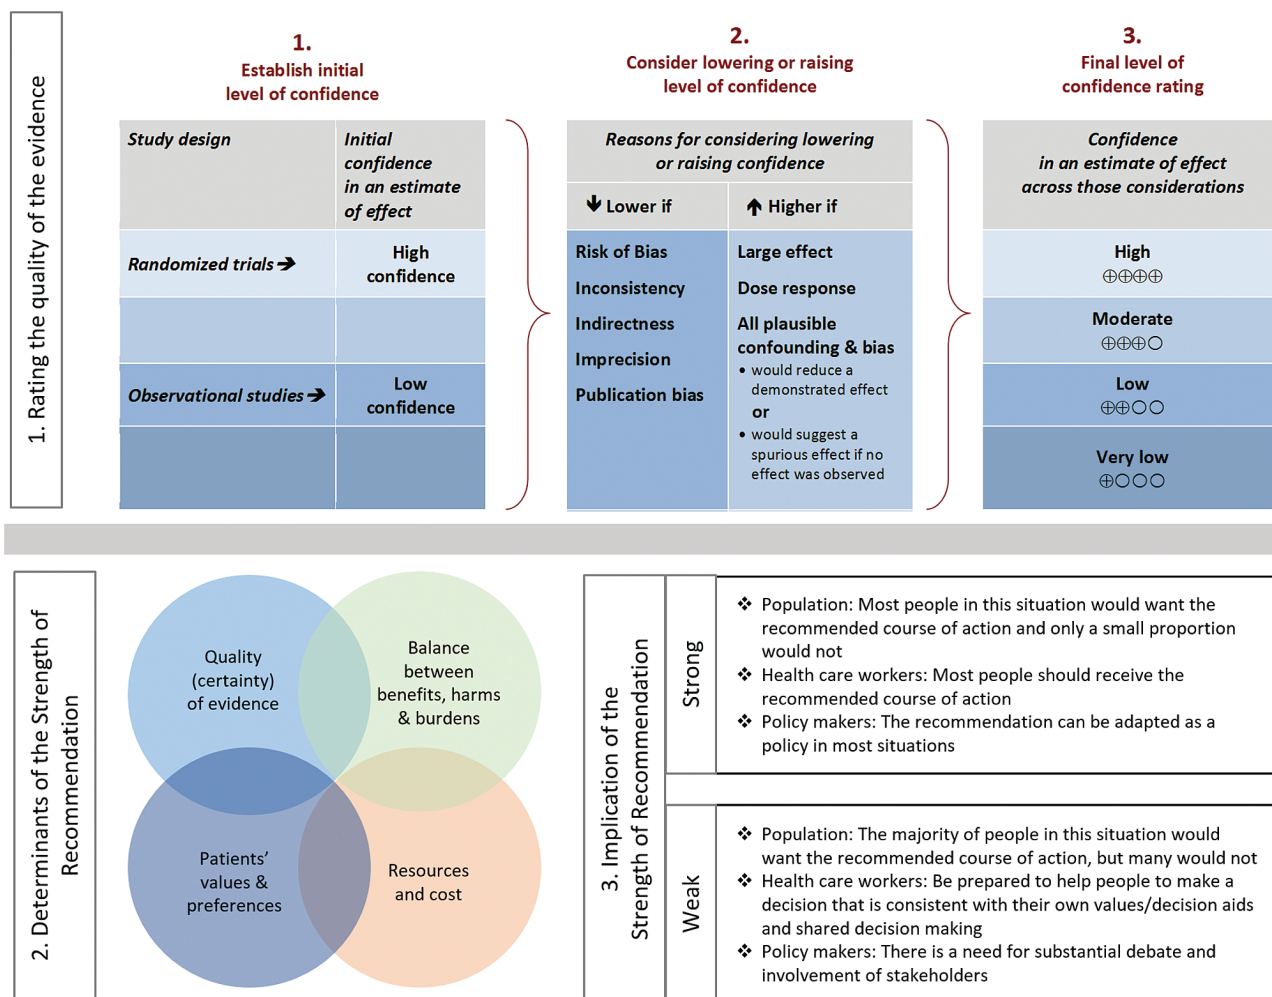 1. Rating the quality of the evidence
1.
Establish initial
level of confidence
2.
Consider lowering or raising
level of confidence
3.
Final level of
confidence rating
Study design
Initial
confidence
in an estimate
of effect
Randomized trials➔
High
confidence
Observational studies➔
Low
confidence
Reasons for considering lowering
or raising confidence
🡫 Lower if
🡩 Higher if
Risk of Bias
Inconsistency
Indirectness
Imprecision
Publication bias
Large effect
Dose response
All plausible
confounding & bias
• would reduce a
demonstrated effect
or
• would suggest a
spurious effect if no
effect was observed
Confidence
in an estimate of effect
across those considerations
High
⊕⊕⊕⊕
Moderate
⊕⊕⊕○
Low
⊕⊕○○
Very low
⊕○○○
2. Determinants of the Strength of
Recommendation
Quality
(certainty)
of evidence
Balance
between
benefits, harms
& burdens
Patients’
values &
preferences
Resources
and cost
3. Implication of the
Strength of Recommendation
Strong
❖ Population: Most people in this situation would want the
recommended course of action and only a small proportion
would not
❖ Health care workers: Most people should receive the
recommended course of action
❖ Policy makers: The recommendation can be adapted as a
policy in most situations
Weak
❖ Population: The majority of people in this situation would
want the recommended course of action, but many would not
❖ Health care workers: Be prepared to help people to make a
decision that is consistent with their own values/decision aids
and shared decision making
❖ Policy makers: There is a need for substantial debate and
involvement of stakeholders